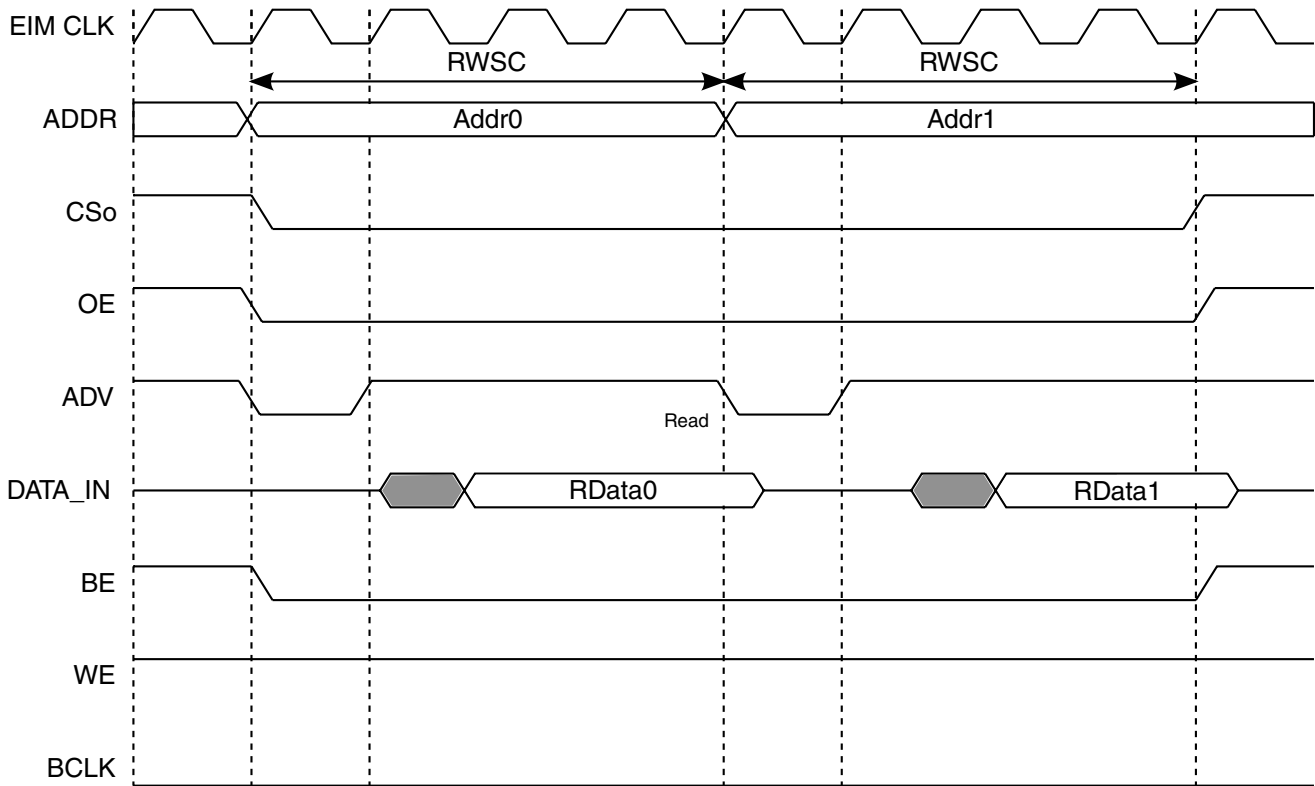 EIM CLK
RWSC RWSC
ADDR Addr0 Addr1
CSo
OE
ADV
Read
DATA_IN RData0 RData1
BE
WE
BCLK